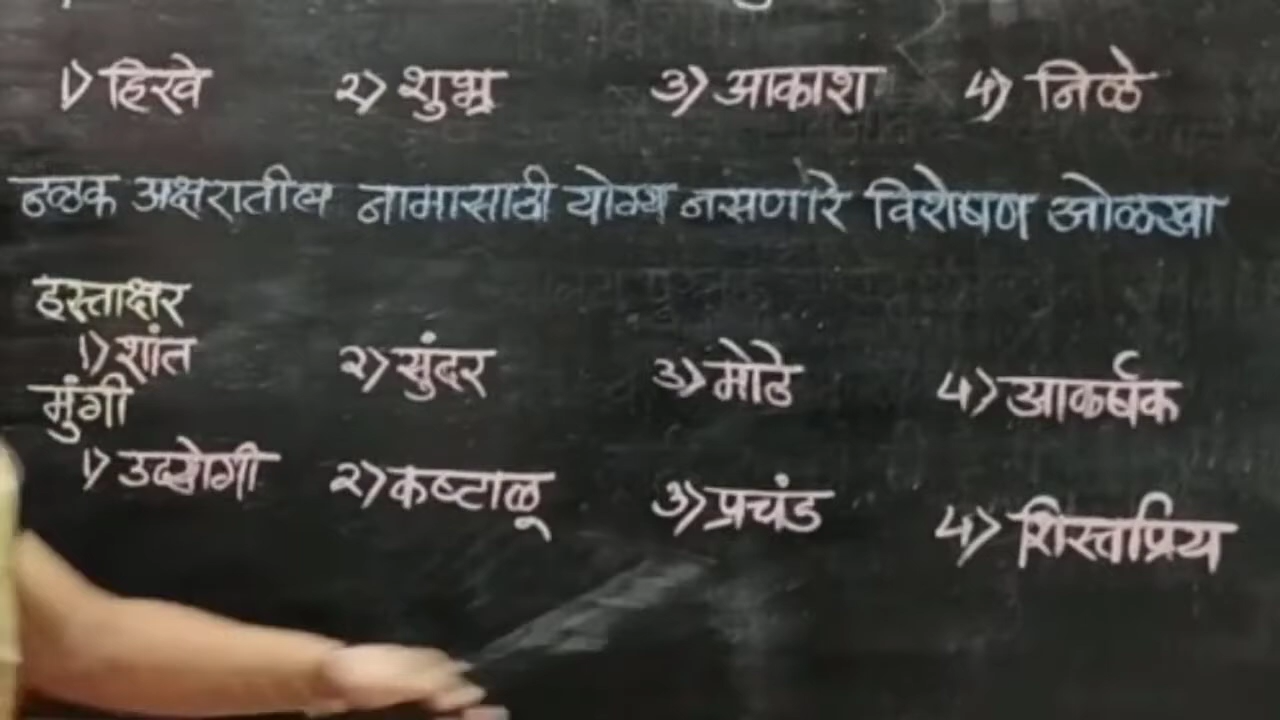 १) हिरवे २) शुभ्र ३) आकाश ४) निळे
ठळक अक्षरातील नामासाठी योग्य नसणारे विशेषण ओळखा
हस्ताक्षर
१) शांत २) सुंदर ३) मोठे ४) आकर्षक
मुंगी
१) उद्योगी २) कष्टाळू ३) प्रचंड ४) शिस्तप्रिय